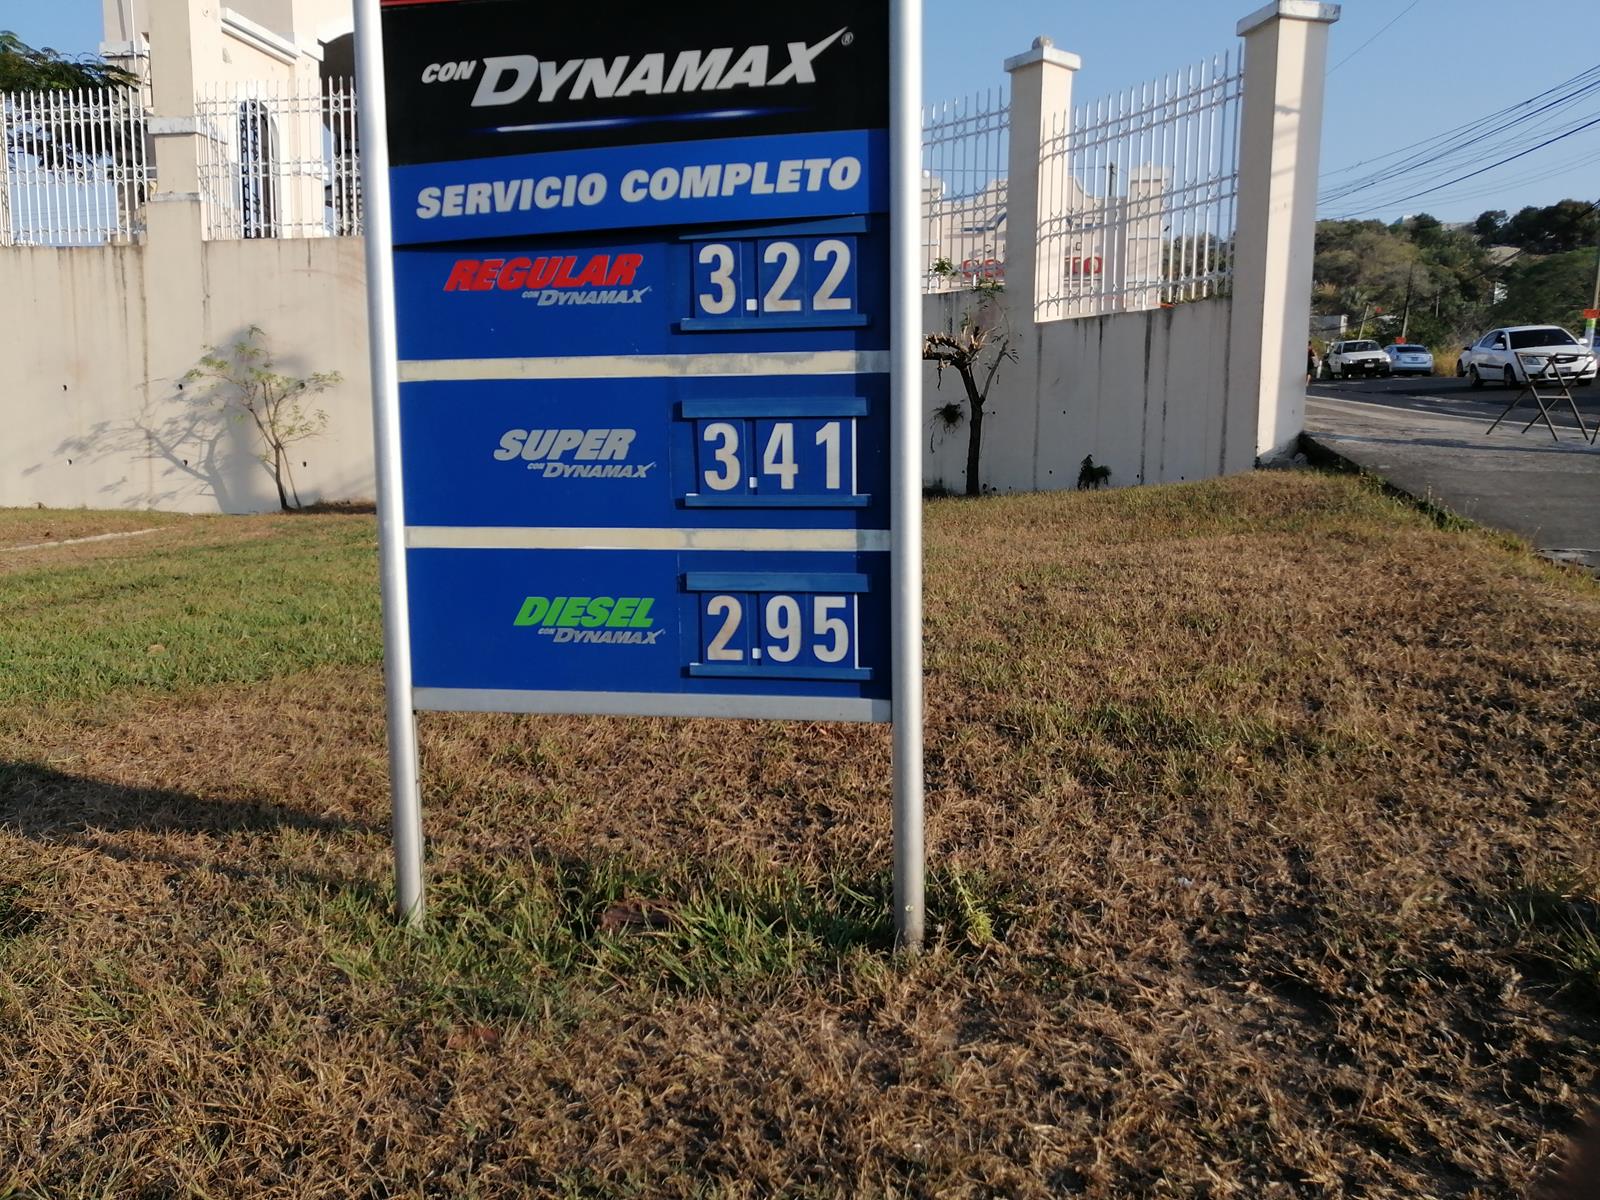 CON DYNAMAX®
SERVICIO COMPLETO
REGULAR 3.22
CON DYNAMAX
SUPER 3.41
CON DYNAMAX
DIESEL 2.95
CON DYNAMAX